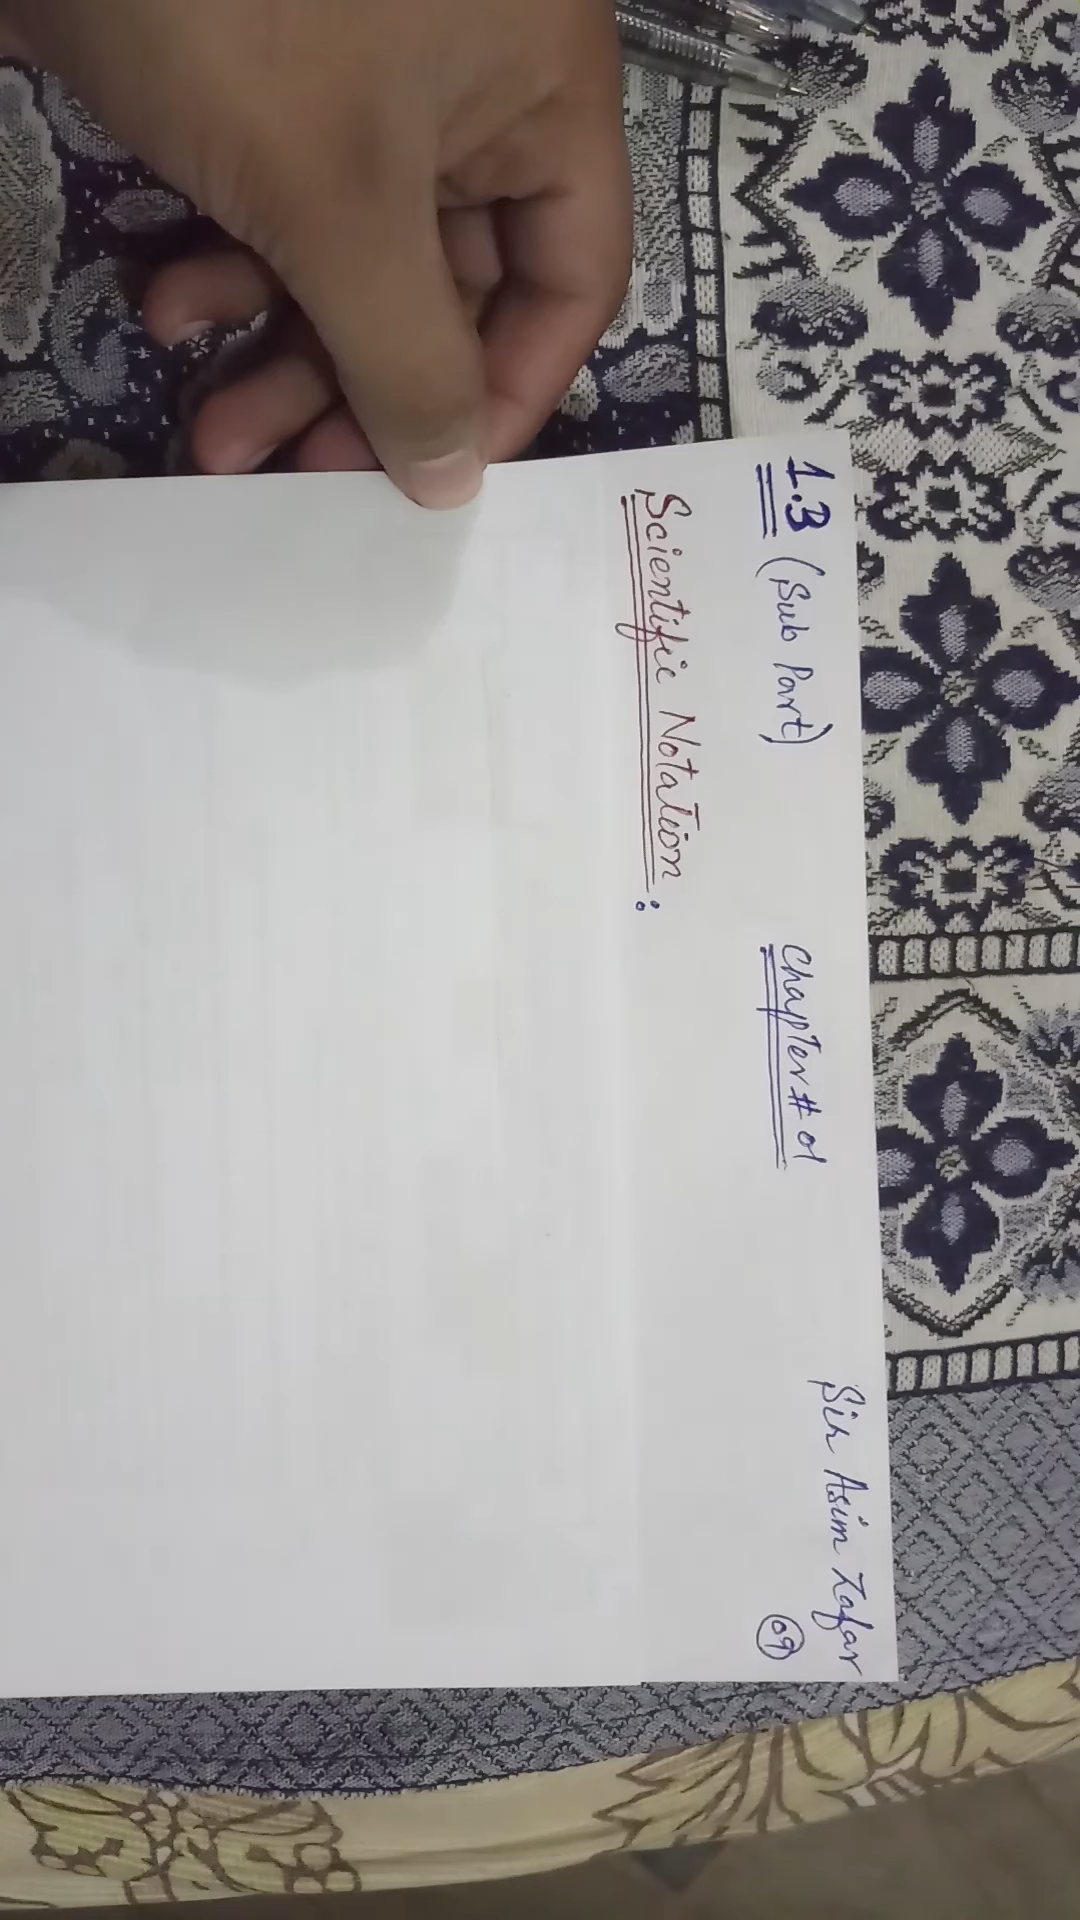 1.3 (Sub Part) Chapter # 01 Sir Asim Zafar
09
Scientific Notation :